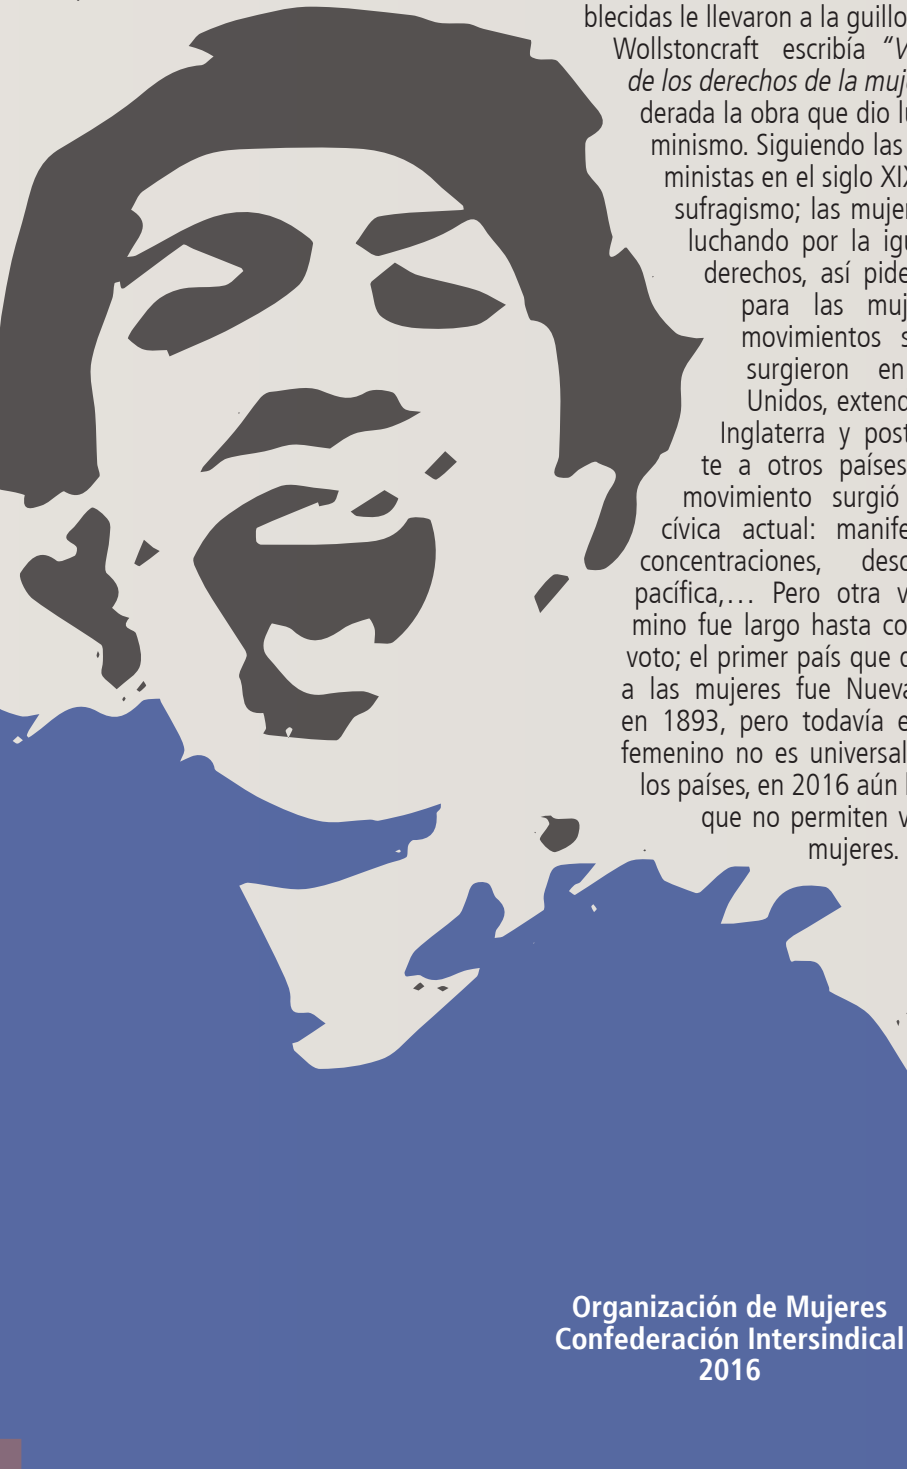 blecidas le llevaron a la guillo
Wollstoncraft escribía “V
de los derechos de la muj
derada la obra que dio l
minismo. Siguiendo las
ministas en el siglo XIX
sufragismo; las mujer
luchando por la igu
derechos, así pide
para las muj
movimientos s
surgieron en
Unidos, extend
Inglaterra y post
te a otros países
movimiento surgió
cívica actual: manife
concentraciones, deso
pacífica,… Pero otra v
mino fue largo hasta co
voto; el primer país que
a las mujeres fue Nueva
en 1893, pero todavía e
femenino no es universal
los países, en 2016 aún
que no permiten v
mujeres.
Organización de Mujeres
Confederación Intersindical
2016